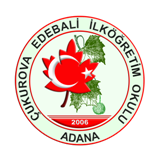 ÇUKUROVA EDEBALİ İLKÖĞRETİM OKULU
2006
ADANA